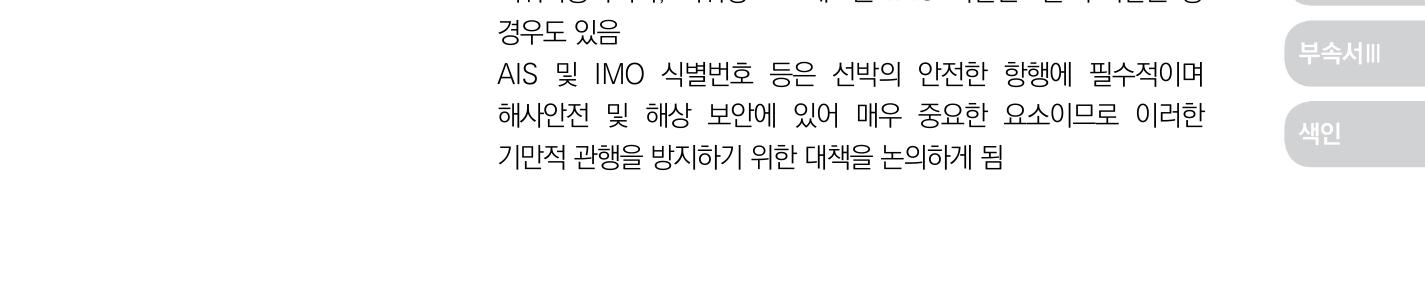 경우도 있음
AIS 및 IMO 식별번호 등은 선박의 안전한 항행에 필수적이며
해사안전 및 해상 보안에 있어 매우 중요한 요소이므로 이러한
기만적 관행을 방지하기 위한 대책을 논의하게 됨
부속서Ⅲ
색인